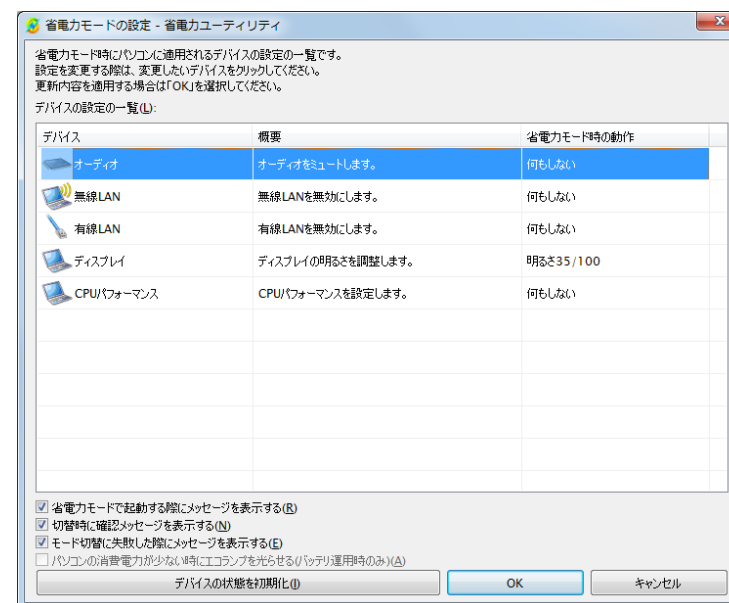 省電力モードの設定 - 省電力ユーティリティ
省電力モード時にパソコンに適用されるデバイスの設定の一覧です。
設定を変更する際は、変更したいデバイスをクリックしてください。
更新内容を適用する場合は「OK」を選択してください。
デバイスの設定の一覧(L):
デバイス 概要 省電力モード時の動作
オーディオ オーディオをミュートします。 何もしない
無線LAN 無線LANを無効にします。 何もしない
有線LAN 有線LANを無効にします。 何もしない
ディスプレイ ディスプレイの明るさを調整します。 明るさ35/100
CPUパフォーマンス CPUパフォーマンスを設定します。 何もしない
省電力モードで起動する際にメッセージを表示する(R)
切替時に確認メッセージを表示する(N)
モード切替に失敗した際にメッセージを表示する(E)
パソコンの消費電力が少ない時にエコランプを光らせる(バッテリ運用時のみ)(A)
デバイスの状態を初期化(I) OK キャンセル